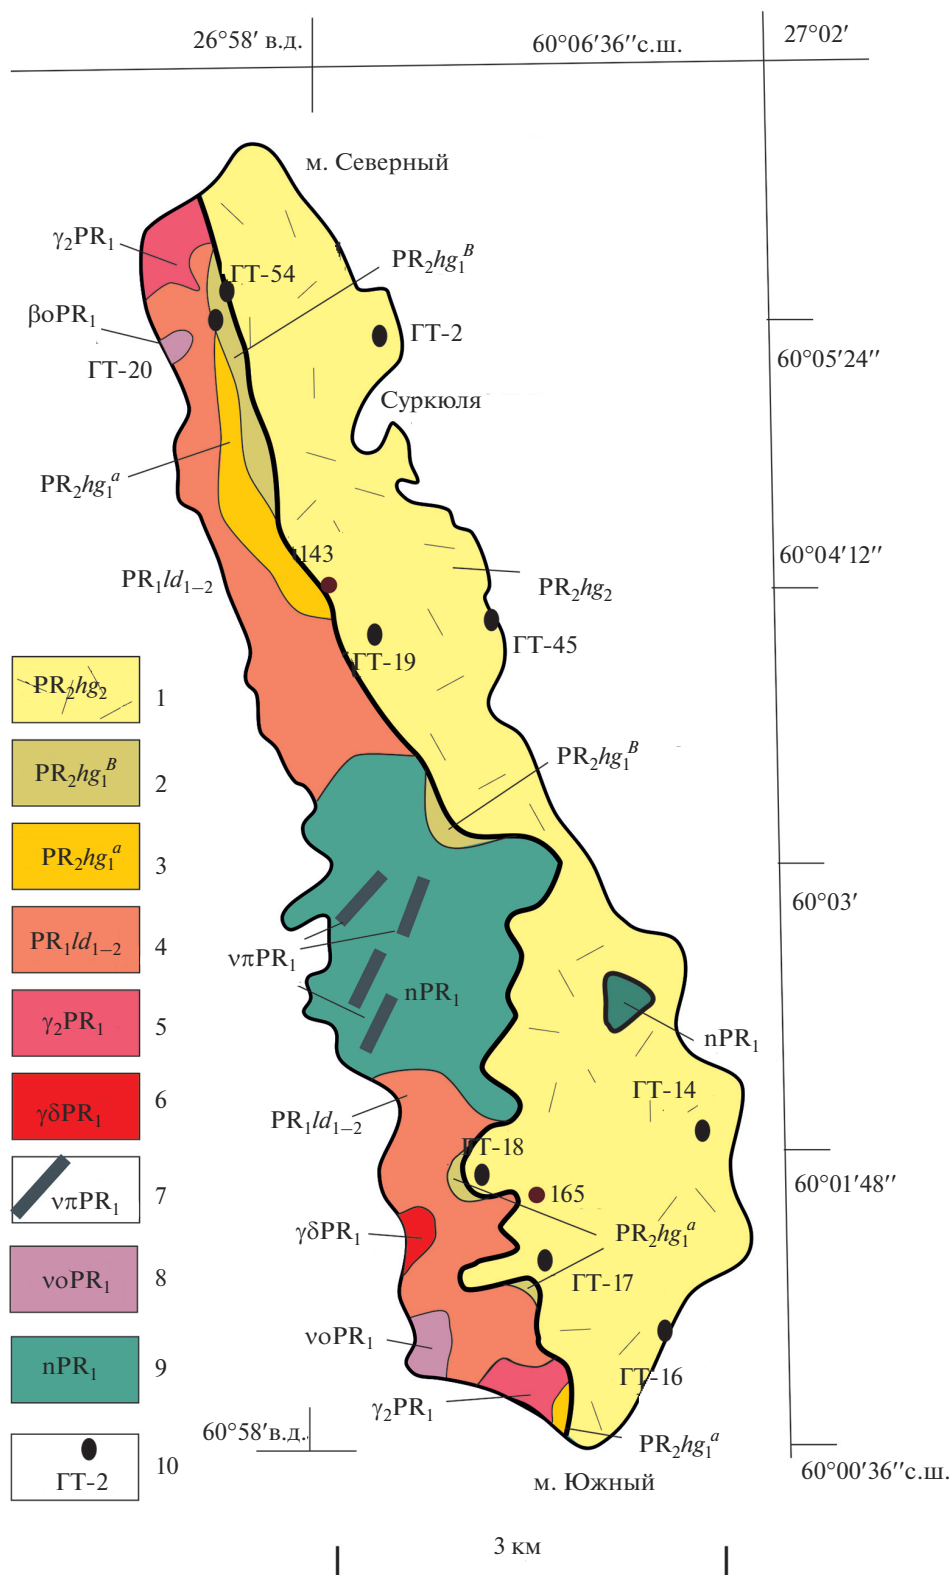 26°58′ в.д.
60°06′36′′с.ш.
27°02′
м. Северный
γ₂PR₁
PR₂hg₁ᴮ
ГТ-54
βoPR₁
ГТ-2
ГТ-20
60°05′24′′
Суркюля
PR₂hg₁ᵃ
143
60°04′12′′
PR₁ld₁₋₂
PR₂hg₂
ГТ-45
ГТ-19
PR₂hg₂ 1
PR₂hg₁ᴮ
PR₂hg₁ᴮ 2
PR₂hg₁ᵃ 3
60°03′
PR₁ld₁₋₂ 4
νπPR₁
nPR₁
γ₂PR₁ 5
nPR₁
ГТ-14
γδPR₁ 6
PR₁ld₁₋₂
ГТ-18
60°01′48′′
νπPR₁ 7
165
γδPR₁
PR₂hg₁ᵃ
νoPR₁ 8
ГТ-17
νoPR₁
nPR₁ 9
ГТ-16
γ₂PR₁
60°58′ в.д.
PR₂hg₁ᵃ
60°00′36′′с.ш.
ГТ-2 10
м. Южный
3 км